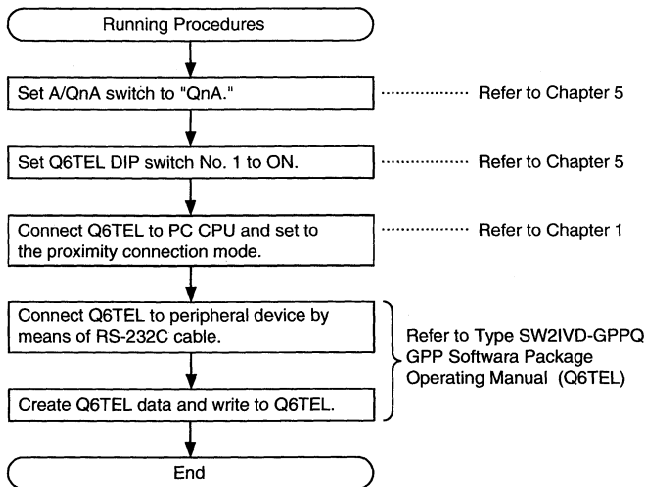 Running Procedures
Set A/QnA switch to "QnA."
Refer to Chapter 5
Set Q6TEL DIP switch No. 1 to ON.
Refer to Chapter 5
Connect Q6TEL to PC CPU and set to
the proximity connection mode.
Refer to Chapter 1
Connect Q6TEL to peripheral device by
means of RS-232C cable.
Create Q6TEL data and write to Q6TEL.
Refer to Type SW2IVD-GPPQ
GPP Softwara Package
Operating Manual (Q6TEL)
End